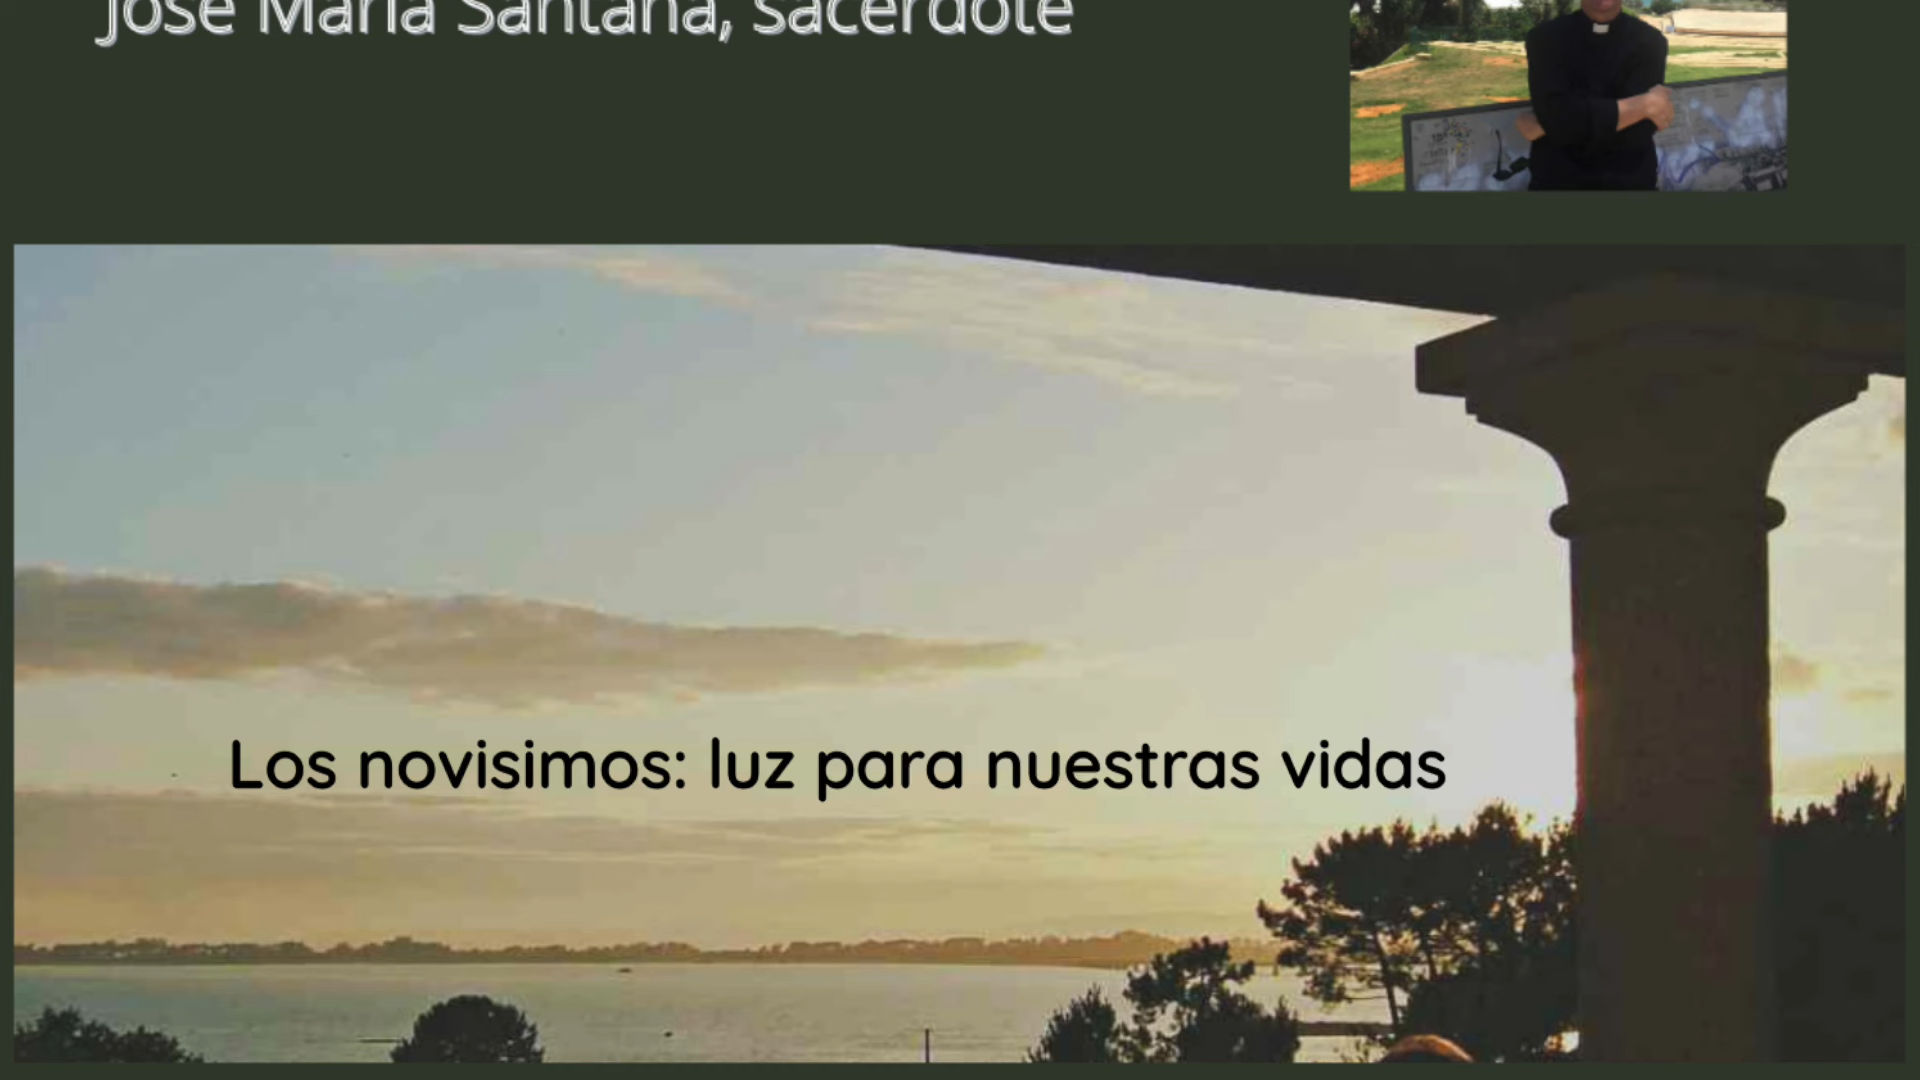 José María Santana, sacerdote
Los novisimos: luz para nuestras vidas